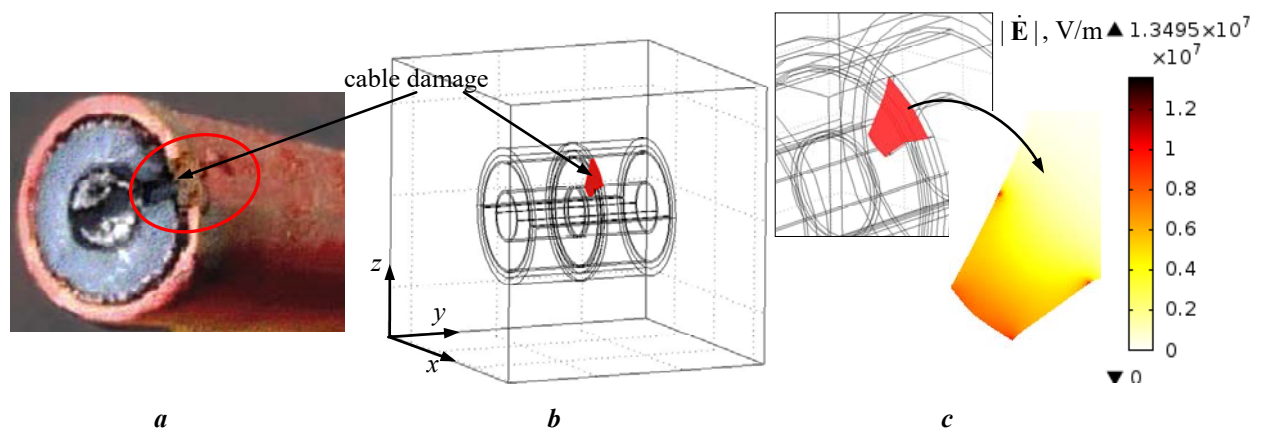 cable damage
z
y
x
|Ė|, V/m ▲ 1.3495×10⁷
×10⁷
1.2
1
0.8
0.6
0.4
0.2
0
▼ 0
a
b
c